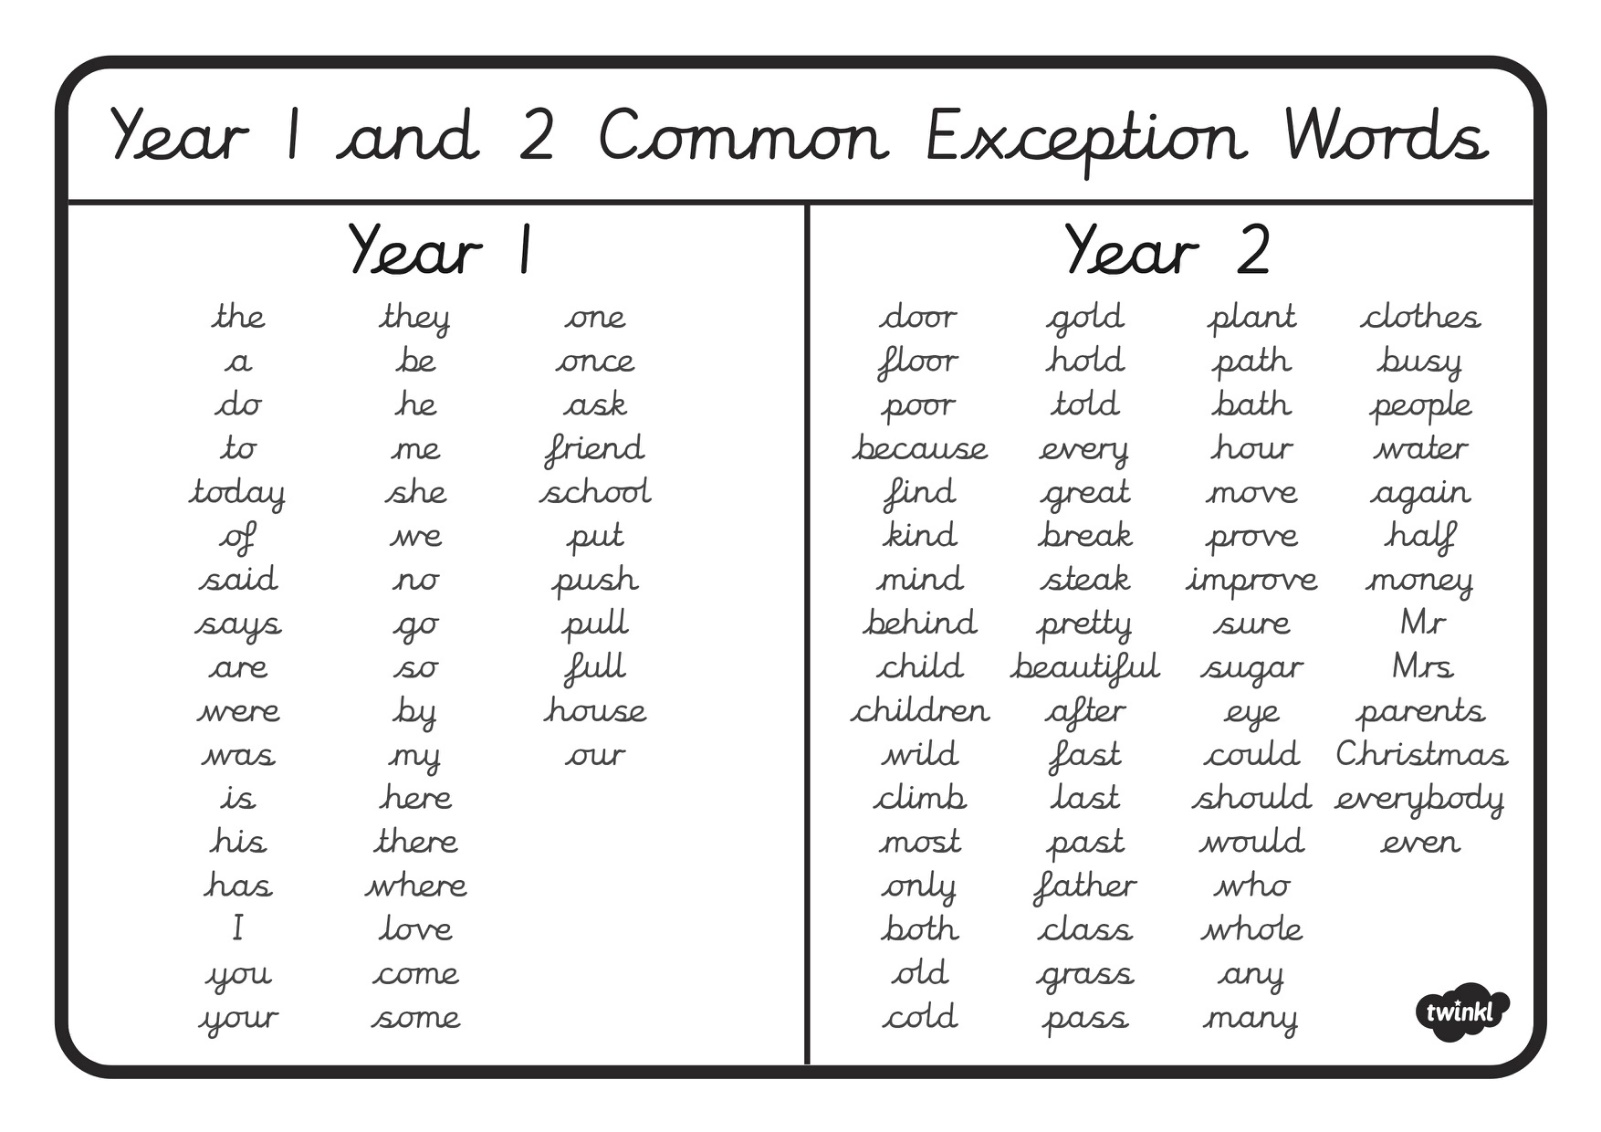 Year 1 and 2 Common Exception Words
Year 1
the they one
a be once
do he ask
to me friend
today she school
of we put
said no push
says go pull
are so full
were by house
was my our
is here
his there
has where
I love
you come
your some
Year 2
door gold plant clothes
floor hold path busy
poor told bath people
because every hour water
find great move again
kind break prove half
mind steak improve money
behind pretty sure Mr
child beautiful sugar Mrs
children after eye parents
wild fast could Christmas
climb last should everybody
most past would even
only father who
both class whole
old grass any
cold pass many
twinkl